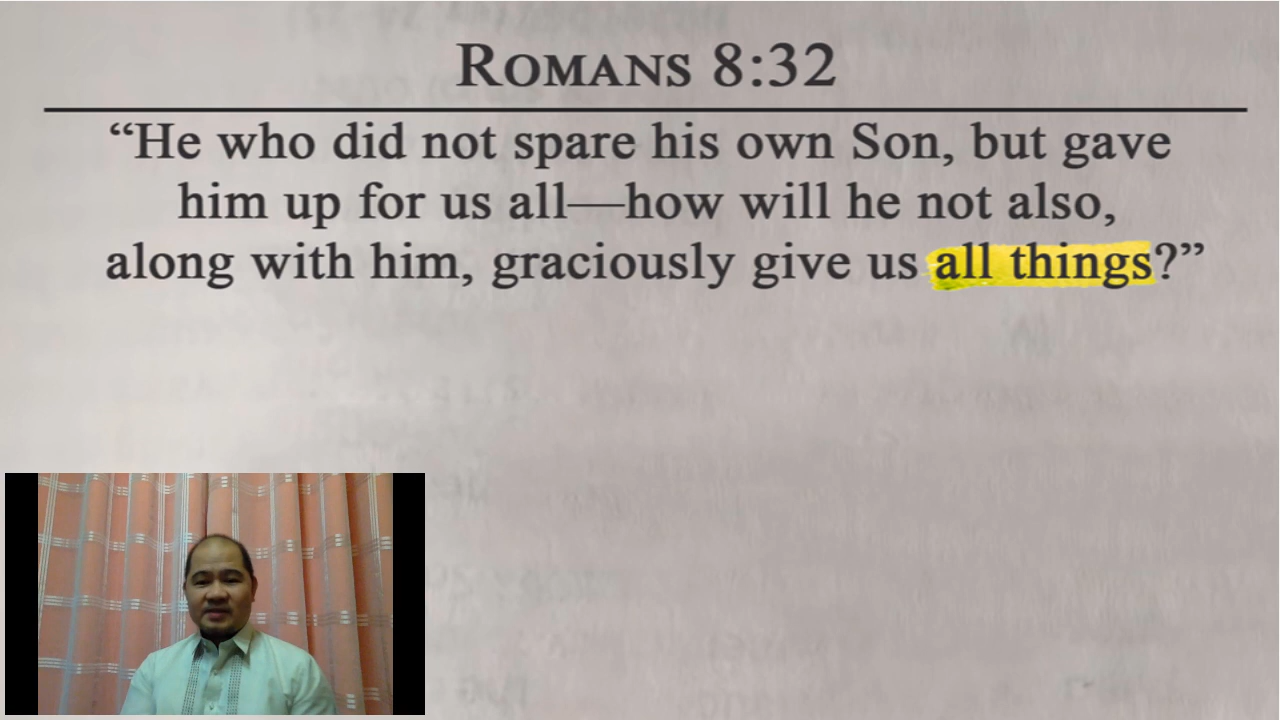 ROMANS 8:32
“He who did not spare his own Son, but gave
him up for us all—how will he not also,
along with him, graciously give us all things?”